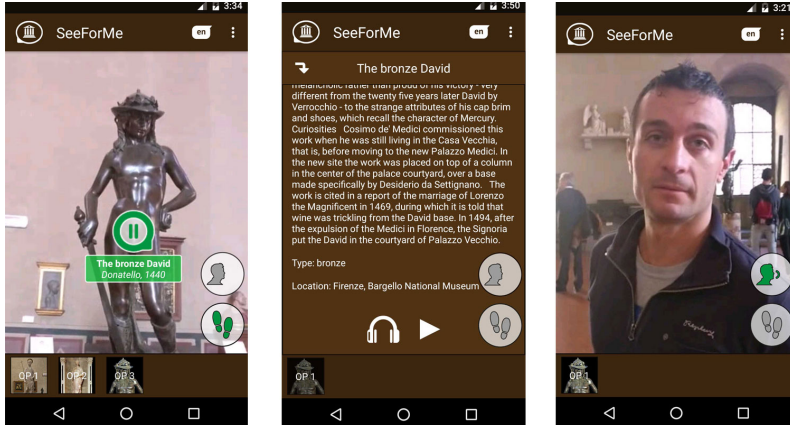 3:34
SeeForMe
en
The bronze David
Donatello, 1440
OP 1
OP 2
OP 3
3:50
SeeForMe
en
The bronze David
melancholic rather than proud of his victory - very
different from the twenty five years later David by
Verrocchio - to the strange attributes of his cap brim
and shoes, which recall the character of Mercury.
Curiosities Cosimo de' Medici commissioned this
work when he was still living in the Casa Vecchia,
that is, before moving to the new Palazzo Medici. In
the new site the work was placed on top of a column
in the center of the palace courtyard, over a base
made specifically by Desiderio da Settignano. The
work is cited in a report of the marriage of Lorenzo
the Magnificent in 1469, during which it is told that
wine was trickling from the David base. In 1494, after
the expulsion of the Medici in Florence, the Signoria
put the David in the courtyard of Palazzo Vecchio.
Type: bronze
Location: Firenze, Bargello National Museum
OP 1
3:21
SeeForMe
en
OP 1